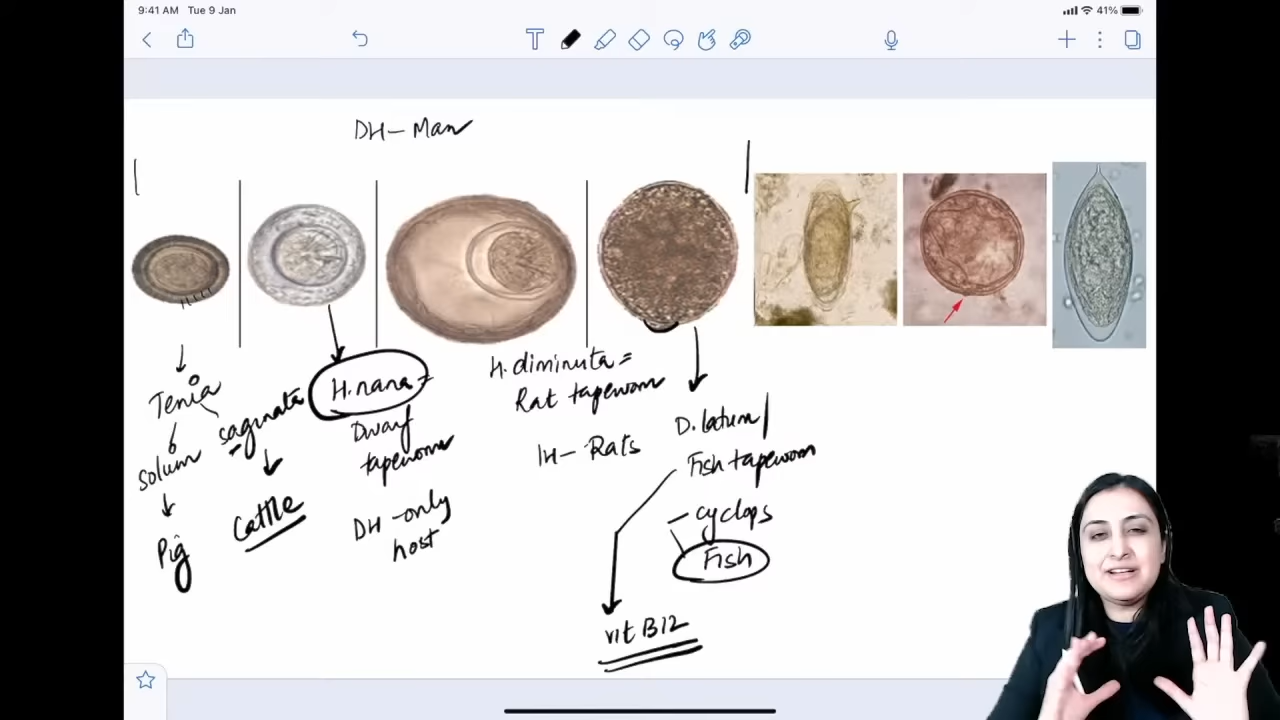 9:41 AM Tue 9 Jan
41%
DH - Man
Tenia
solum
Pig
saginata
Cattle
H. nana =
Dwarf
tapeworm
DH - only
host
H. diminuta =
Rat tapeworm
IH - Rats
D. latum /
Fish tapeworm
- cyclops
Fish
vit B12